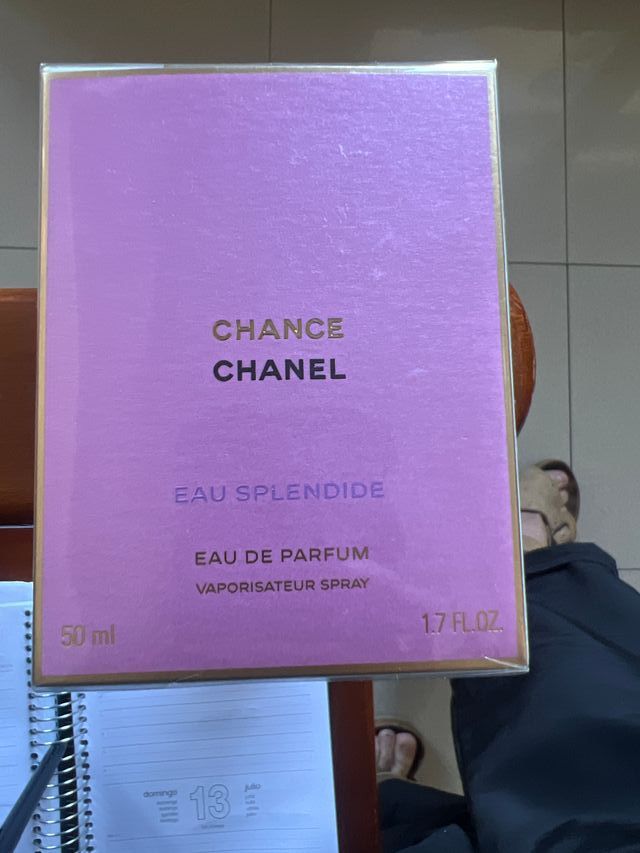 CHANCE
CHANEL
EAU SPLENDIDE
EAU DE PARFUM
VAPORISATEUR SPRAY
50 ml
1.7 FL.OZ.
domingo
13
julio